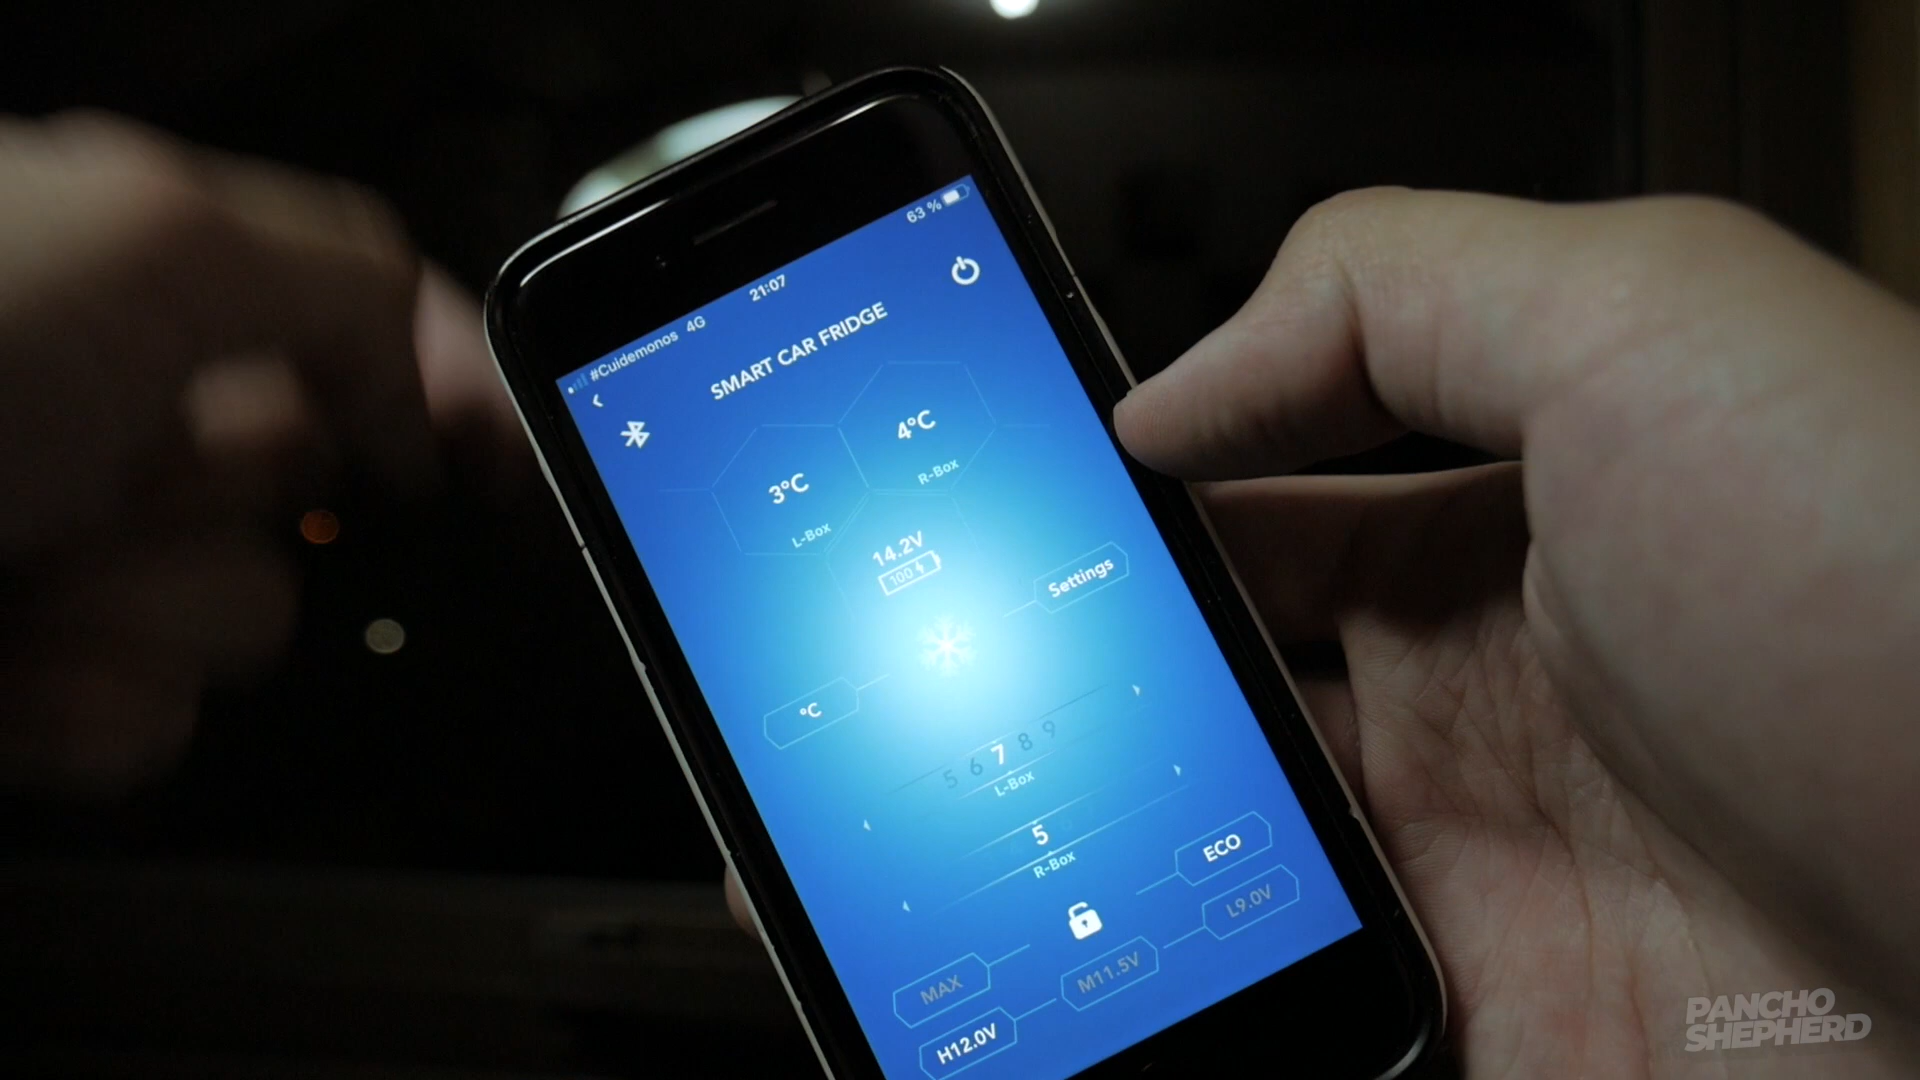 #Cuidemonos 4G 21:07 63 %
SMART CAR FRIDGE
3°C
L-Box
4°C
R-Box
14.2V
100
Settings
°C
5 6 7 8 9
L-Box
5
R-Box
ECO
MAX
L9.0V
M11.5V
H12.0V
PANCHO
SHEPHERD